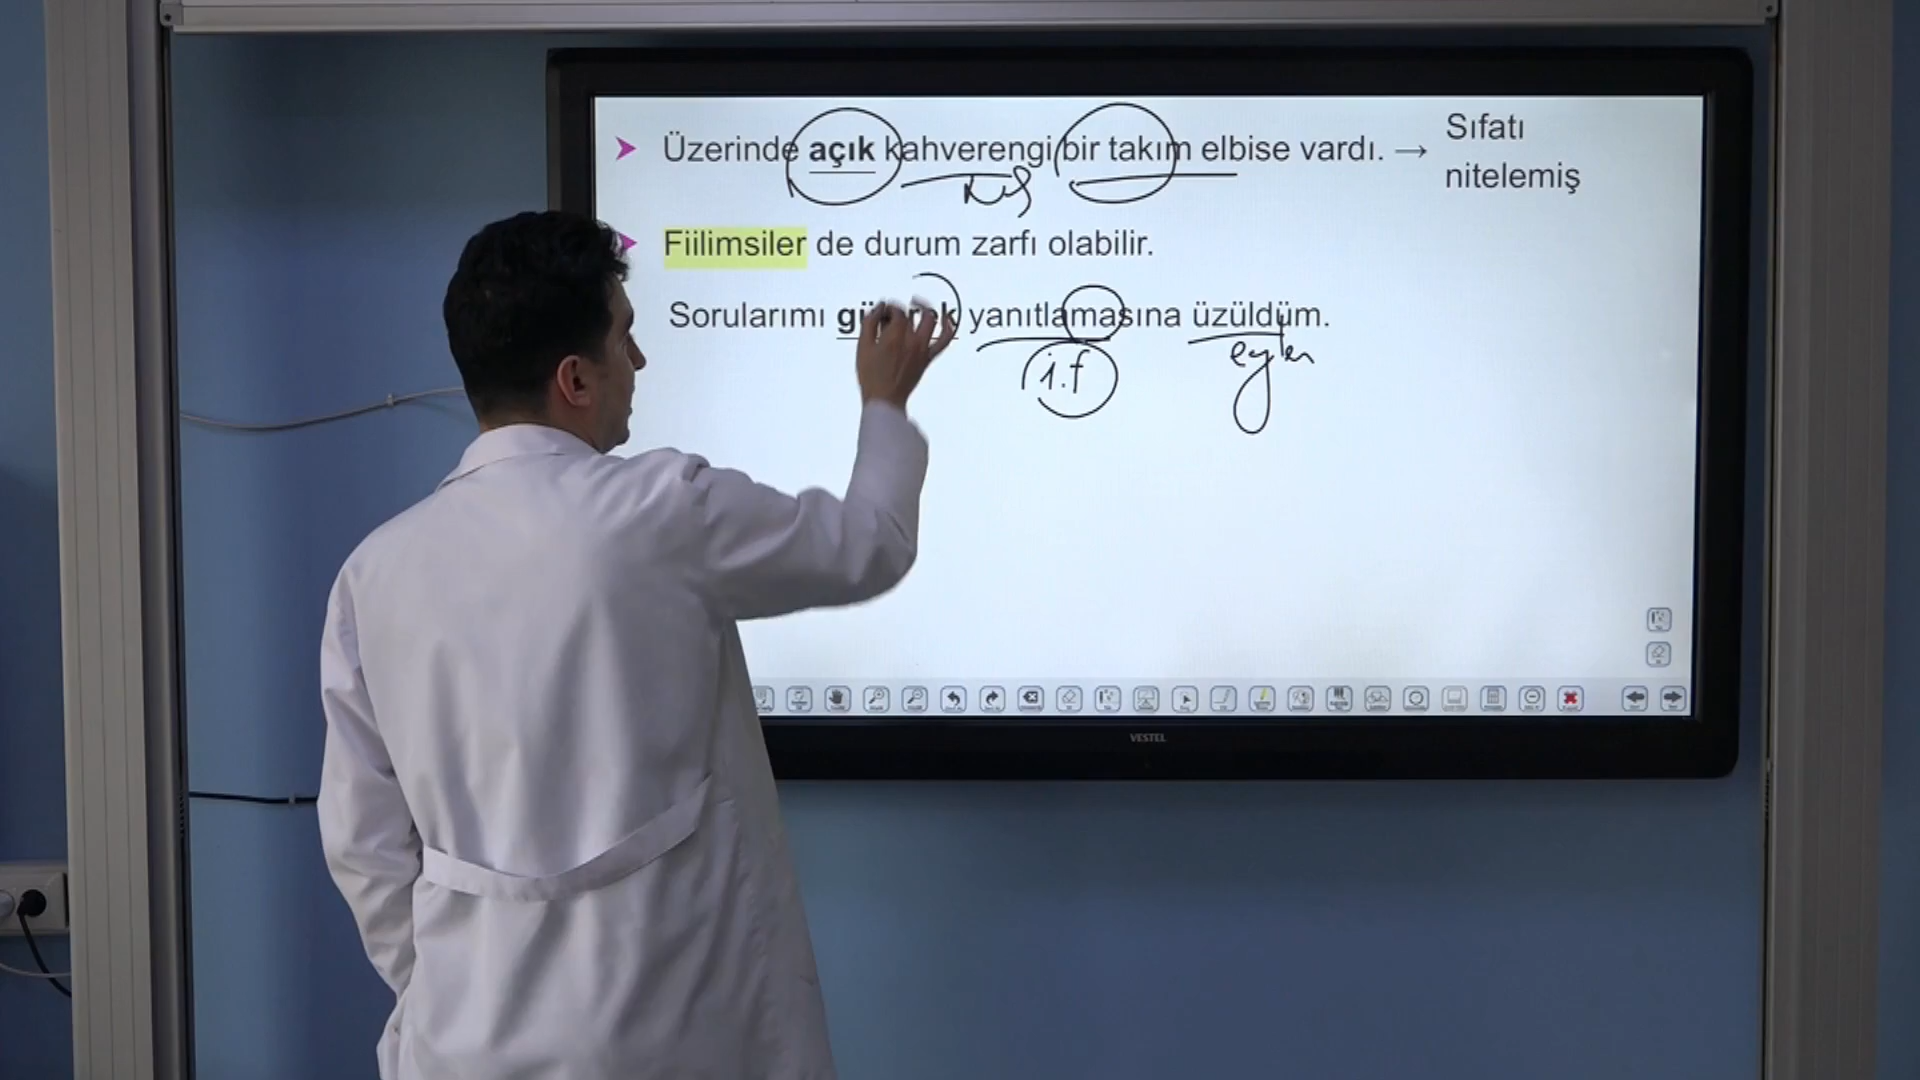 Üzerinde açık kahverengi bir takım elbise vardı. → Sıfatı
nitelemiş
Fiilimsiler de durum zarfı olabilir.
Sorularımı yanıtlamasına üzüldüm.
i.f
eylem
VESTEL